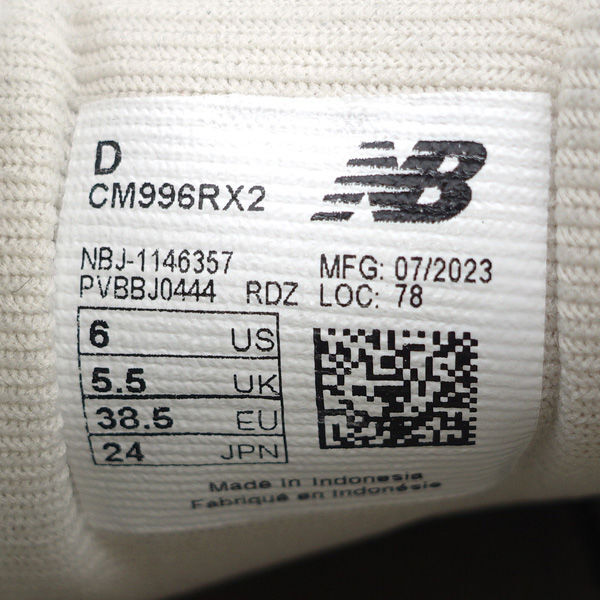 D
CM996RX2
NB
NBJ-1146357
PVBBJ0444 RDZ
MFG: 07/2023
LOC: 78
6 US
5.5 UK
38.5 EU
24 JPN
Made in Indonesia
Fabriqué en Indonésie